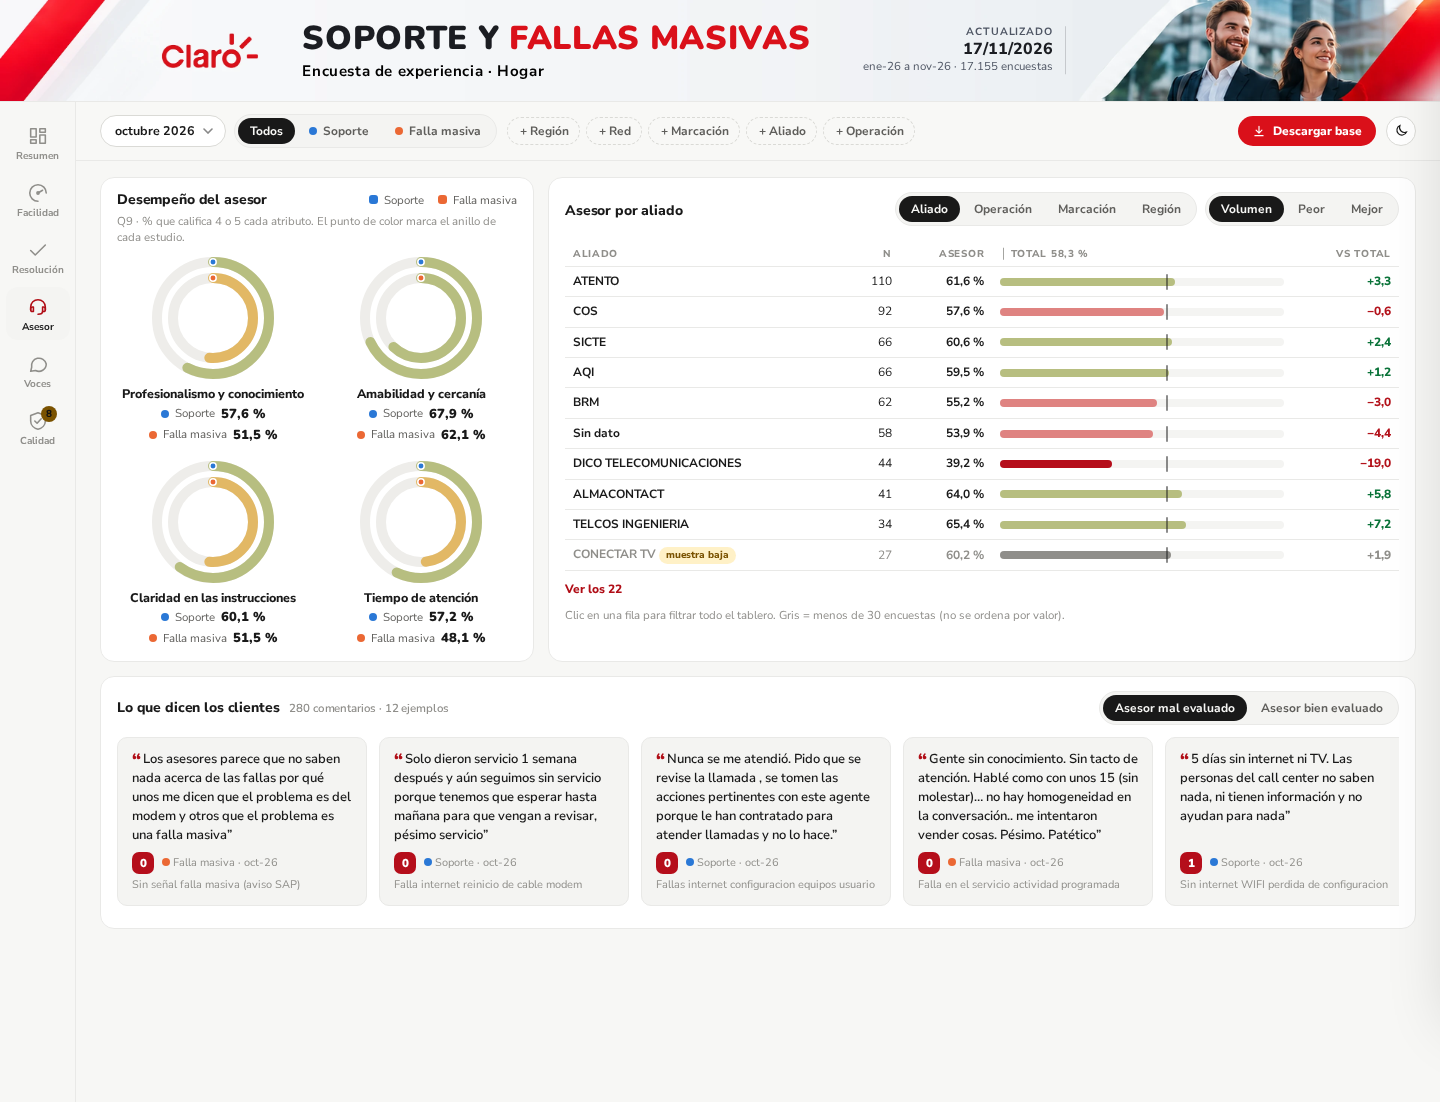 Claro
SOPORTE Y FALLAS MASIVAS
Encuesta de experiencia · Hogar
ACTUALIZADO
17/11/2026
ene-26 a nov-26 · 17.155 encuestas
octubre 2026
Todos
Soporte
Falla masiva
+ Región
+ Red
+ Marcación
+ Aliado
+ Operación
Descargar base
Resumen
Facilidad
Resolución
Asesor
Voces
8
Calidad
Desempeño del asesor
Soporte
Falla masiva
Q9 · % que califica 4 o 5 cada atributo. El punto de color marca el anillo de
cada estudio.
Profesionalismo y conocimiento
Soporte 57,6 %
Falla masiva 51,5 %
Amabilidad y cercanía
Soporte 67,9 %
Falla masiva 62,1 %
Claridad en las instrucciones
Soporte 60,1 %
Falla masiva 51,5 %
Tiempo de atención
Soporte 57,2 %
Falla masiva 48,1 %
Asesor por aliado
Aliado
Operación
Marcación
Región
Volumen
Peor
Mejor
ALIADO N ASESOR TOTAL 58,3 % VS TOTAL
ATENTO 110 61,6 % +3,3
COS 92 57,6 % −0,6
SICTE 66 60,6 % +2,4
AQI 66 59,5 % +1,2
BRM 62 55,2 % −3,0
Sin dato 58 53,9 % −4,4
DICO TELECOMUNICACIONES 44 39,2 % −19,0
ALMACONTACT 41 64,0 % +5,8
TELCOS INGENIERIA 34 65,4 % +7,2
CONECTAR TV muestra baja 27 60,2 % +1,9
Ver los 22
Clic en una fila para filtrar todo el tablero. Gris = menos de 30 encuestas (no se ordena por valor).
Lo que dicen los clientes 280 comentarios · 12 ejemplos
Asesor mal evaluado
Asesor bien evaluado
“Los asesores parece que no saben
nada acerca de las fallas por qué
unos me dicen que el problema es del
modem y otros que el problema es
una falla masiva”
0 Falla masiva · oct-26
Sin señal falla masiva (aviso SAP)
“Solo dieron servicio 1 semana
después y aún seguimos sin servicio
porque tenemos que esperar hasta
mañana para que vengan a revisar,
pésimo servicio”
0 Soporte · oct-26
Falla internet reinicio de cable modem
“Nunca se me atendió. Pido que se
revise la llamada , se tomen las
acciones pertinentes con este agente
porque le han contratado para
atender llamadas y no lo hace.”
0 Soporte · oct-26
Fallas internet configuracion equipos usuario
“Gente sin conocimiento. Sin tacto de
atención. Hablé como con unos 15 (sin
molestar)... no hay homogeneidad en
la conversación.. me intentaron
vender cosas. Pésimo. Patético”
0 Falla masiva · oct-26
Falla en el servicio actividad programada
“5 días sin internet ni TV. Las
personas del call center no saben
nada, ni tienen información y no
ayudan para nada”
1 Soporte · oct-26
Sin internet WIFI perdida de configuracion